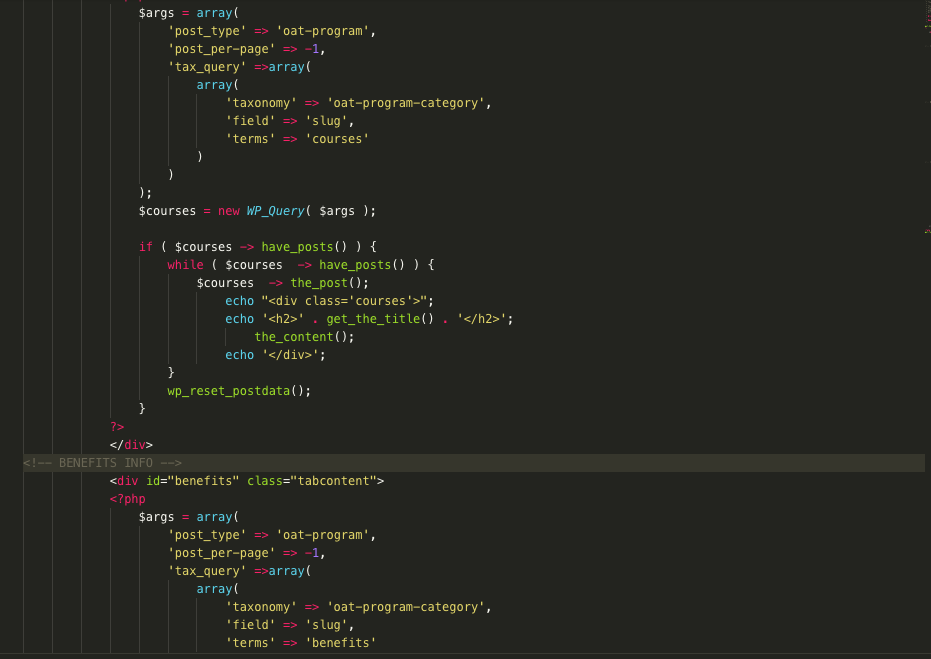 $args = array(
'post_type' => 'oat-program',
'post_per-page' => -1,
'tax_query' =>array(
array(
'taxonomy' => 'oat-program-category',
'field' => 'slug',
'terms' => 'courses'
)
)
);
$courses = new WP_Query( $args );
if ( $courses -> have_posts() ) {
while ( $courses  -> have_posts() ) {
$courses  -> the_post();
echo "<div class='courses'>";
echo '<h2>' . get_the_title() . '</h2>';
the_content();
echo '</div>';
}
wp_reset_postdata();
}
?>
</div>
<!-- BENEFITS INFO -->
<div id="benefits" class="tabcontent">
<?php
$args = array(
'post_type' => 'oat-program',
'post_per-page' => -1,
'tax_query' =>array(
array(
'taxonomy' => 'oat-program-category',
'field' => 'slug',
'terms' => 'benefits'